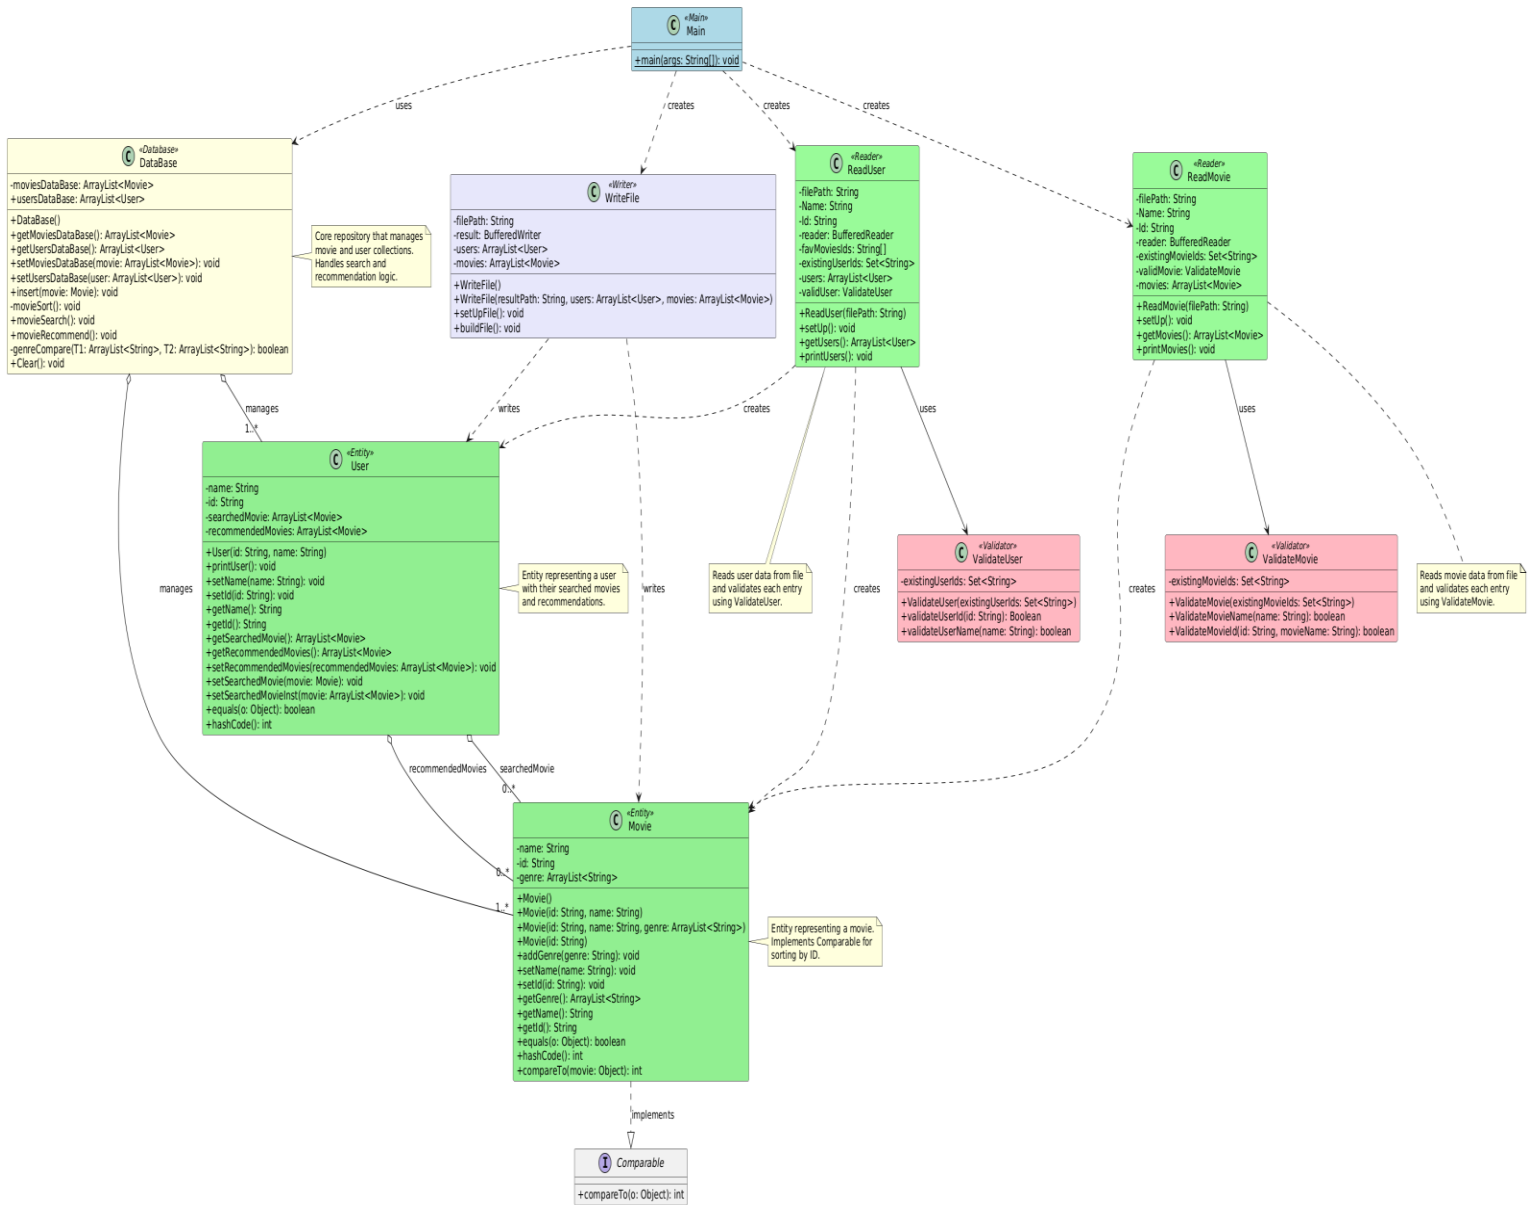 «Main»
C
Main
+main(args: String[]): void
uses
creates
creates
creates
«Database»
C
DataBase
-moviesDataBase: ArrayList<Movie>
+usersDataBase: ArrayList<User>
+DataBase()
+getMoviesDataBase(): ArrayList<Movie>
+getUsersDataBase(): ArrayList<User>
+setMoviesDataBase(movie: ArrayList<Movie>): void
+setUsersDataBase(user: ArrayList<User>): void
+insert(movie: Movie): void
-movieSort(): void
+movieSearch(): void
+movieRecommend(): void
-genreCompare(T1: ArrayList<String>, T2: ArrayList<String>): boolean
+Clear(): void
Core repository that manages
movie and user collections.
Handles search and
recommendation logic.
«Writer»
C
WriteFile
-filePath: String
-result: BufferedWriter
-users: ArrayList<User>
-movies: ArrayList<Movie>
+WriteFile()
+WriteFile(resultPath: String, users: ArrayList<User>, movies: ArrayList<Movie>)
+setUpFile(): void
+buildFile(): void
«Reader»
C
ReadUser
-filePath: String
-Name: String
-Id: String
-reader: BufferedReader
-favMoviesIds: String[]
-existingUserIds: Set<String>
-users: ArrayList<User>
-validUser: ValidateUser
+ReadUser(filePath: String)
+setUp(): void
+getUsers(): ArrayList<User>
+printUsers(): void
«Reader»
C
ReadMovie
-filePath: String
-Name: String
-Id: String
-reader: BufferedReader
-existingMovieIds: Set<String>
-validMovie: ValidateMovie
-movies: ArrayList<Movie>
+ReadMovie(filePath: String)
+setUp(): void
+getMovies(): ArrayList<Movie>
+printMovies(): void
manages
1..*
writes
creates
uses
uses
«Entity»
C
User
-name: String
-id: String
-searchedMovie: ArrayList<Movie>
-recommendedMovies: ArrayList<Movie>
+User(id: String, name: String)
+printUser(): void
+setName(name: String): void
+setId(id: String): void
+getName(): String
+getId(): String
+getSearchedMovie(): ArrayList<Movie>
+getRecommendedMovies(): ArrayList<Movie>
+setRecommendedMovies(recommendedMovies: ArrayList<Movie>): void
+setSearchedMovie(movie: Movie): void
+setSearchedMovieInst(movie: ArrayList<Movie>): void
+equals(o: Object): boolean
+hashCode(): int
manages
Entity representing a user
with their searched movies
and recommendations.
writes
Reads user data from file
and validates each entry
using ValidateUser.
creates
«Validator»
C
ValidateUser
-existingUserIds: Set<String>
+ValidateUser(existingUserIds: Set<String>)
+validateUserId(id: String): Boolean
+validateUserName(name: String): boolean
creates
«Validator»
C
ValidateMovie
-existingMovieIds: Set<String>
+ValidateMovie(existingMovieIds: Set<String>)
+ValidateMovieName(name: String): boolean
+ValidateMovieId(id: String, movieName: String): boolean
Reads movie data from file
and validates each entry
using ValidateMovie.
recommendedMovies
searchedMovie
0..*
0..*
1..*
«Entity»
C
Movie
-name: String
-id: String
-genre: ArrayList<String>
+Movie()
+Movie(id: String, name: String)
+Movie(id: String, name: String, genre: ArrayList<String>)
+Movie(id: String)
+addGenre(genre: String): void
+setName(name: String): void
+setId(id: String): void
+getGenre(): ArrayList<String>
+getName(): String
+getId(): String
+equals(o: Object): boolean
+hashCode(): int
+compareTo(movie: Object): int
Entity representing a movie.
Implements Comparable for
sorting by ID.
implements
I
Comparable
+compareTo(o: Object): int